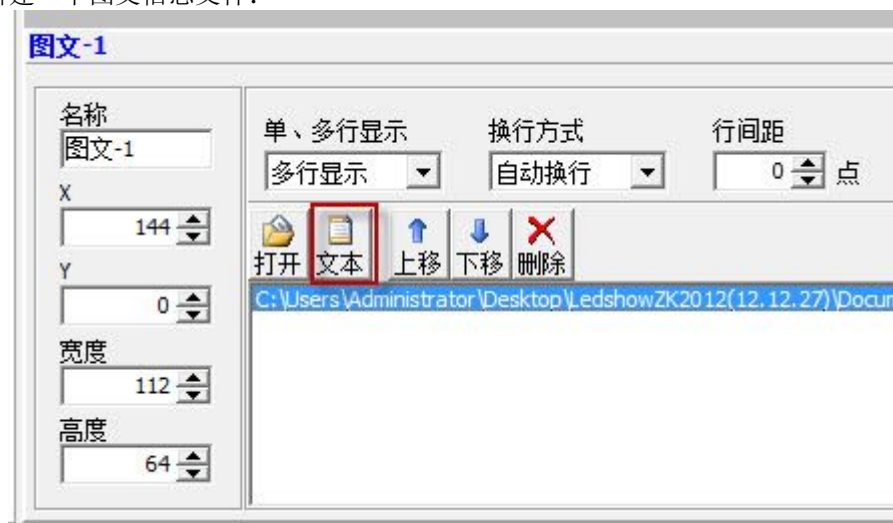 图文-1
名称
图文-1
单、多行显示
换行方式
行间距
多行显示
自动换行
0
点
X
144
打开
文本
上移
下移
删除
Y
0
C:\Users\Administrator\Desktop\LedshowZK2012(12.12.27)\Docur
宽度
112
高度
64